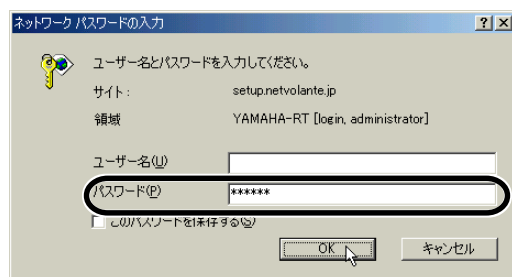 ネットワーク パスワードの入力
ユーザー名とパスワードを入力してください。
サイト: setup.netvolante.jp
領域 YAMAHA-RT [login, administrator]
ユーザー名(U)
パスワード(P) ******
このパスワードを保存する(S)
OK キャンセル